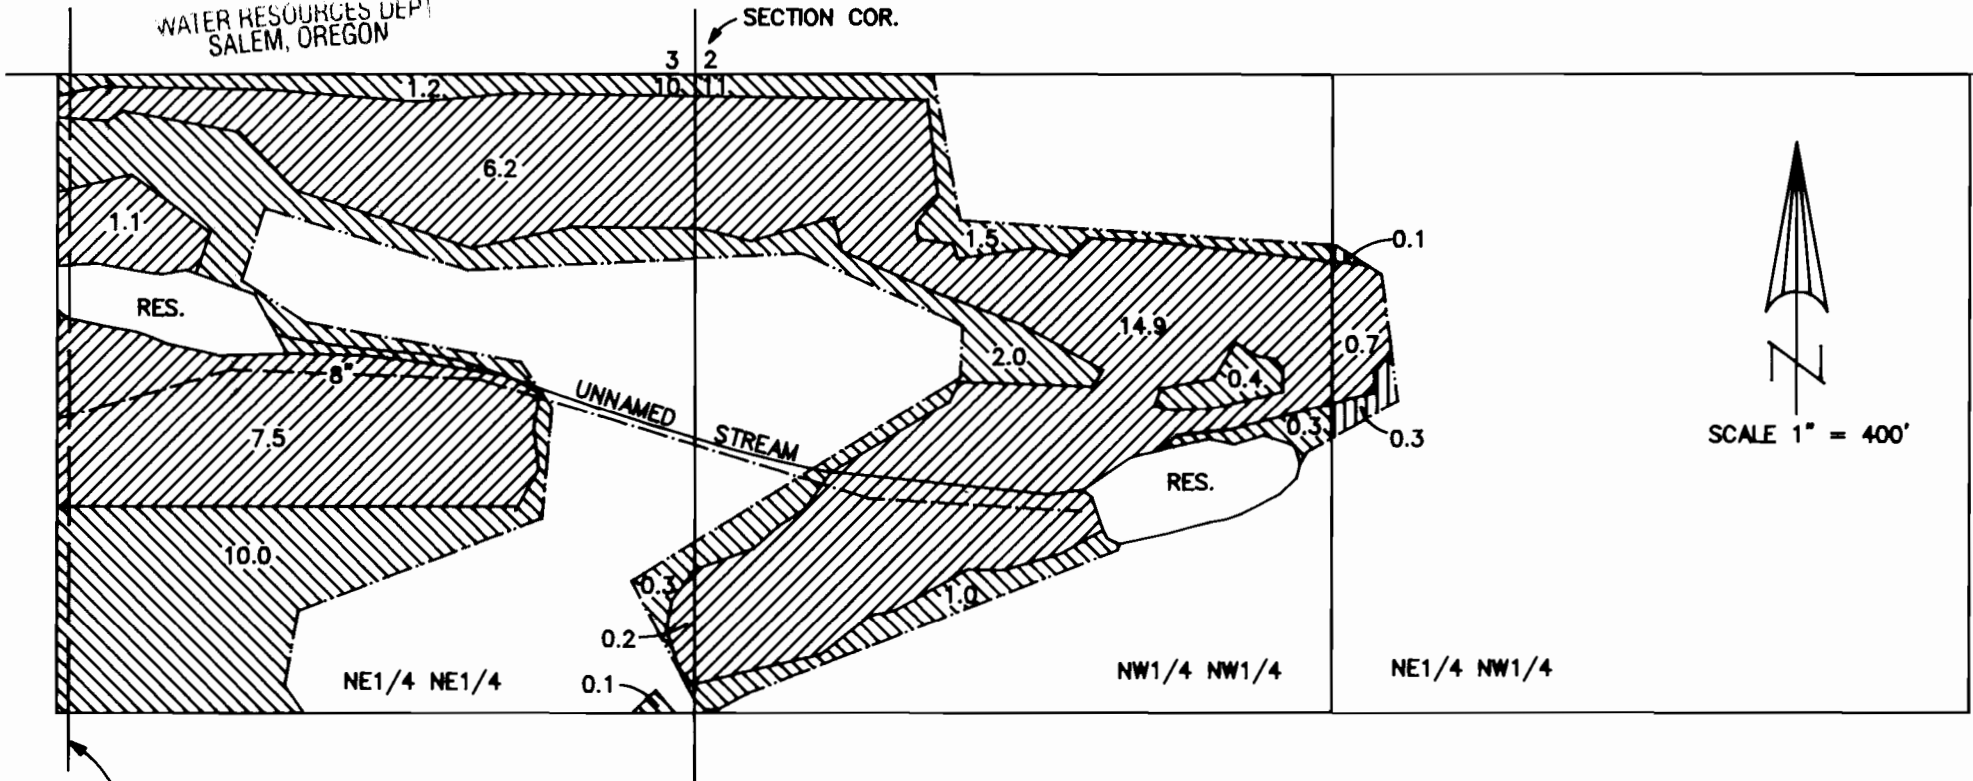 WATER RESOURCES DEPT
SALEM, OREGON
SECTION COR.
3 2
10 11
1.2
6.2
1.1
1.5
0.1
RES.
14.9
2.0
0.7
0.4
8"
UNNAMED STREAM
7.5
0.3
0.3
SCALE 1" = 400'
RES.
10.0
0.3
1.0
0.2
0.1
NE1/4 NE1/4
NW1/4 NW1/4
NE1/4 NW1/4
N